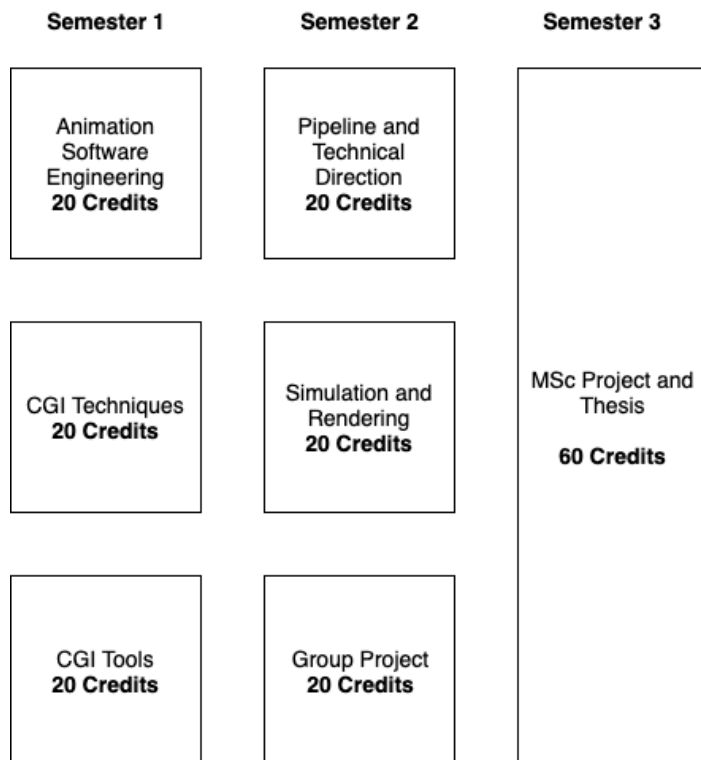 Semester 1
Semester 2
Semester 3
Animation
Software
Engineering
20 Credits
Pipeline and
Technical
Direction
20 Credits
MSc Project and
Thesis
60 Credits
CGI Techniques
20 Credits
Simulation and
Rendering
20 Credits
CGI Tools
20 Credits
Group Project
20 Credits